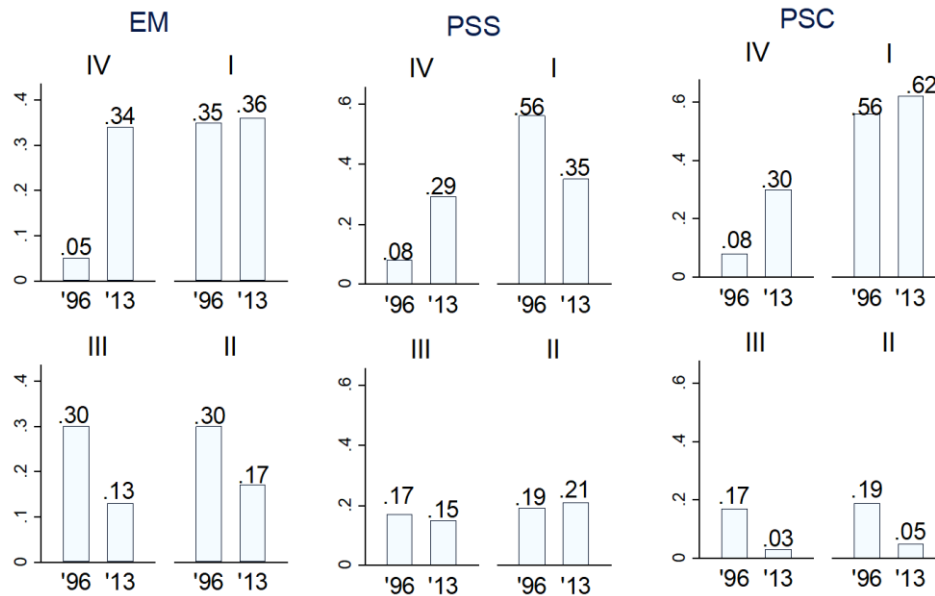 EM
IV I
.4
.3
.2
.1
0
.05 .34 .35 .36
'96 '13 '96 '13
III II
.4
.3
.2
.1
0
.30 .13 .30 .17
'96 '13 '96 '13
PSS
IV I
.6
.4
.2
0
.08 .29 .56 .35
'96 '13 '96 '13
III II
.6
.4
.2
0
.17 .15 .19 .21
'96 '13 '96 '13
PSC
IV I
.6
.4
.2
0
.08 .30 .56 .62
'96 '13 '96 '13
III II
.6
.4
.2
0
.17 .03 .19 .05
'96 '13 '96 '13